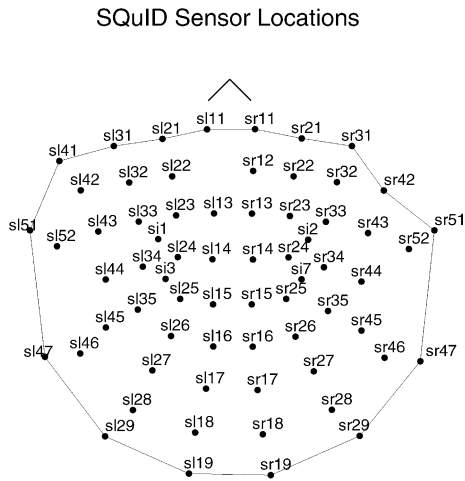 SQuID Sensor Locations
sl11 sr11
sl31 sl21 sr21 sr31
sl41
sl42 sl32 sl22 sr12 sr22 sr32 sr42
sl51 sl43 sl33 sl23 sl13 sr13 sr23 sr33 sr43 sr51
sl52 si1 si2 sr52
sl44 sl34 sl24 sl14 sr14 sr24 sr34 sr44
si3 si7
sl45 sl35 sl25 sl15 sr15 sr25 sr35 sr45
sl47 sl46 sl26 sl16 sr16 sr26 sr46 sr47
sl27 sl17 sr17 sr27
sl29 sl28 sl18 sr18 sr28 sr29
sl19 sr19